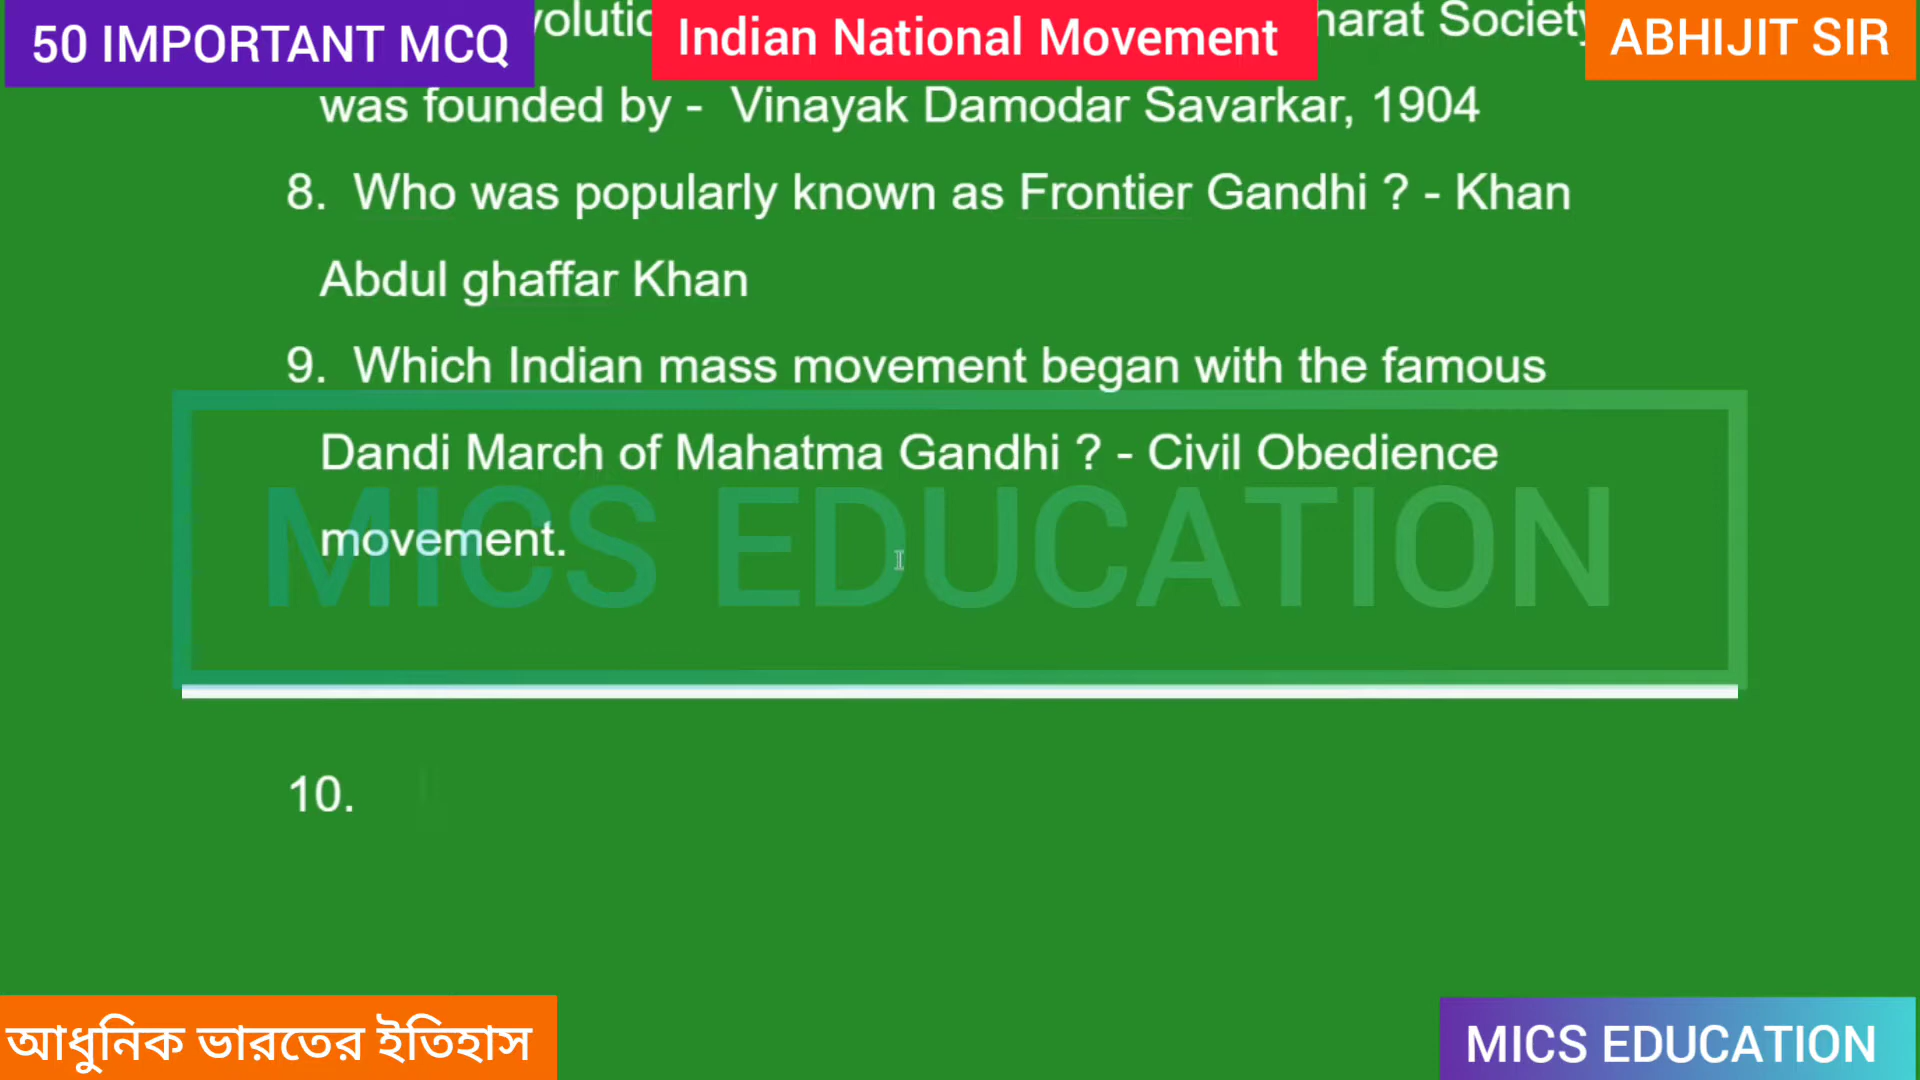 50 IMPORTANT MCQ
Indian National Movement
Society
ABHIJIT SIR
was founded by - Vinayak Damodar Savarkar, 1904
8. Who was popularly known as Frontier Gandhi ? - Khan
Abdul ghaffar Khan
9. Which Indian mass movement began with the famous
Dandi March of Mahatma Gandhi ? - Civil Obedience
movement.
MICS EDUCATION
10.
আধুনিক ভারতের ইতিহাস
MICS EDUCATION